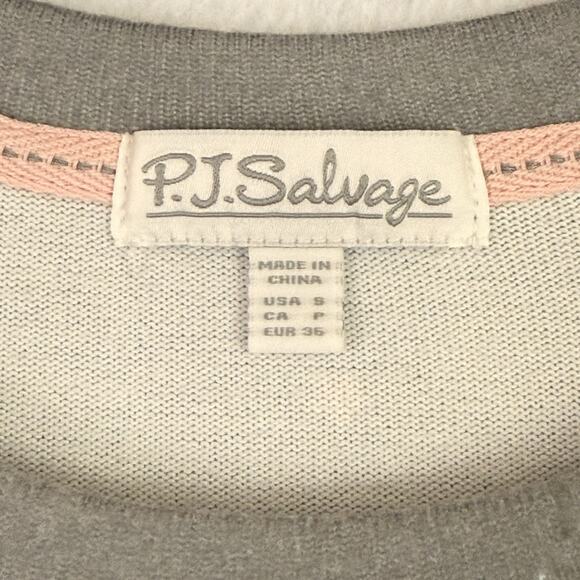 P.J.Salvage
MADE IN
CHINA
USA S
CA P
EUR 36